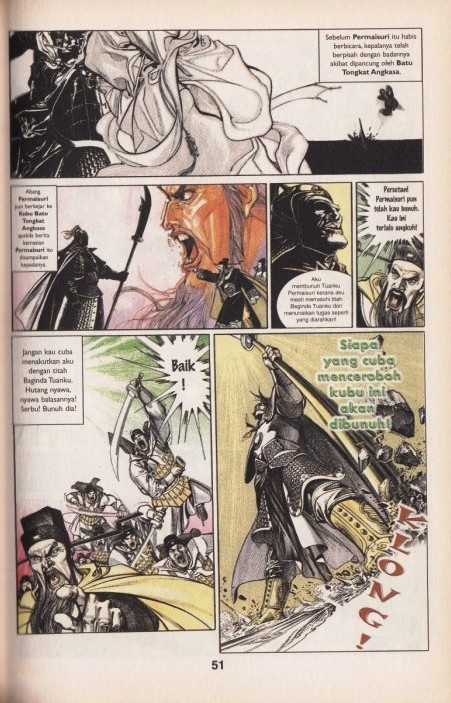 Sebelum Permaisuri itu habis
berbicara, kepalanya telah
berpisah dengan badannya
akibat dipancung oleh Batu
Tongkat Angkasa.
Abang
Permaisuri
pun berkejar ke
Kubu Batu
Tongkat
Angkasa
apabila berita
kematian
Permaisuri itu
disampaikan
kepadanya.
Aku
membunuh Tuanku
Permaisuri kerana aku
mesti mematuhi titah
Baginda Tuanku dan
menunaikan tugas seperti
yang diarahkan!
Persetan!
Permaisuri pun
telah kau bunuh.
Kau ini
terlalu angkuh!
Jangan kau cuba
menakutkan aku
dengan titah
Baginda Tuanku!
Hutang nyawa,
nyawa balasannya!
Serbu! Bunuh dia!
Baik
!
Siapa
yang cuba
menceroboh
kubu ini
akan
dibunuh!
KLONG!
51